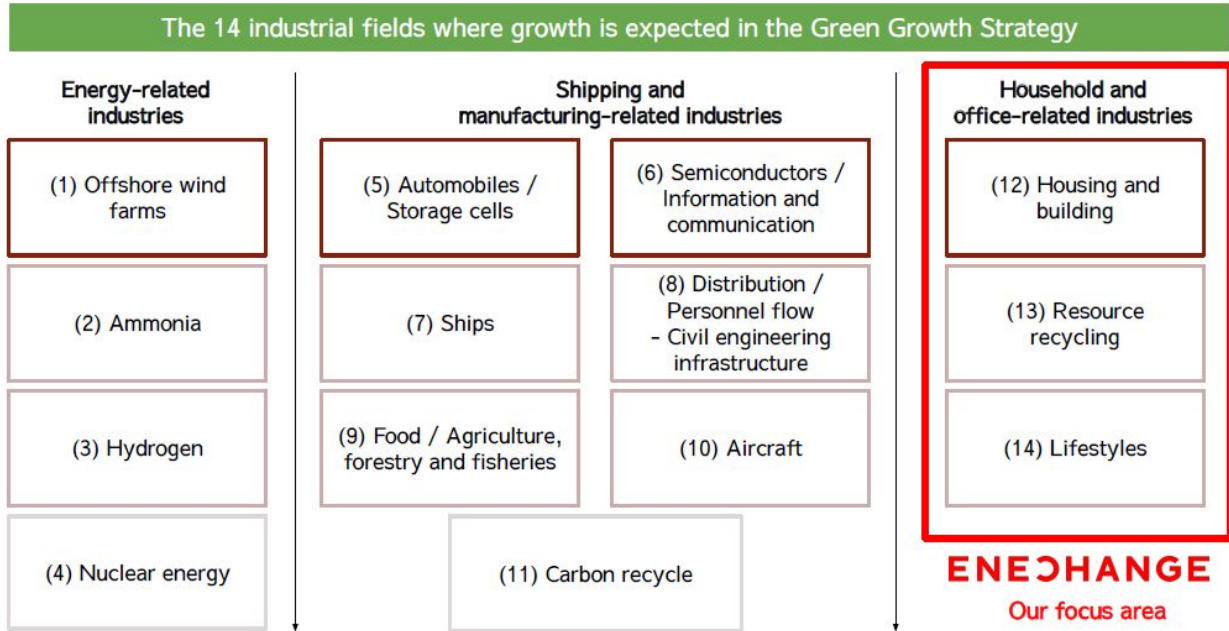 The 14 industrial fields where growth is expected in the Green Growth Strategy
Energy-related
industries
(1) Offshore wind
farms
(2) Ammonia
(3) Hydrogen
(4) Nuclear energy
Shipping and
manufacturing-related industries
(5) Automobiles /
Storage cells
(6) Semiconductors /
Information and
communication
(7) Ships
(8) Distribution /
Personnel flow
- Civil engineering
infrastructure
(9) Food / Agriculture,
forestry and fisheries
(10) Aircraft
(11) Carbon recycle
Household and
office-related industries
(12) Housing and
building
(13) Resource
recycling
(14) Lifestyles
ENECHANGE
Our focus area